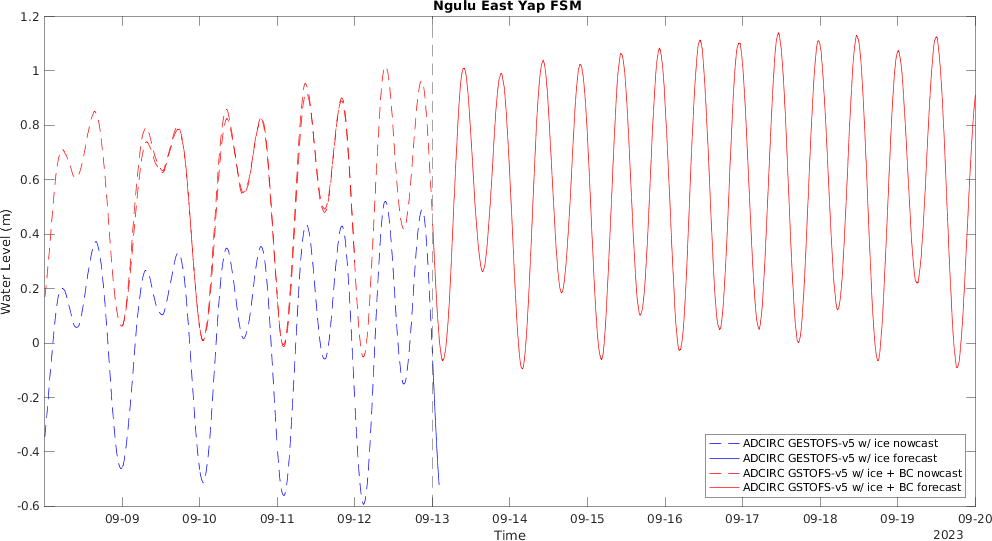 Ngulu East Yap FSM
1.2
1
0.8
0.6
0.4
0.2
0
-0.2
-0.4
-0.6
Water Level (m)
09-09 09-10 09-11 09-12 09-13 09-14 09-15 09-16 09-17 09-18 09-19 09-20
Time
2023
ADCIRC GESTOFS-v5 w/ ice nowcast
ADCIRC GESTOFS-v5 w/ ice forecast
ADCIRC GSTOFS-v5 w/ ice + BC nowcast
ADCIRC GSTOFS-v5 w/ ice + BC forecast